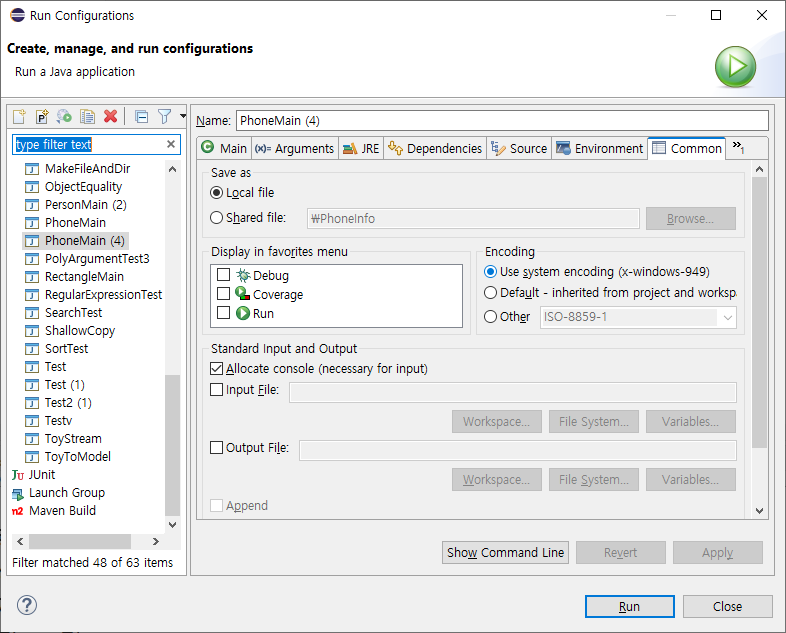 Run Configurations
Create, manage, and run configurations
Run a Java application
type filter text
MakeFileAndDir
ObjectEquality
PersonMain (2)
PhoneMain
PhoneMain (4)
PolyArgumentTest3
RectangleMain
RegularExpressionTest
SearchTest
ShallowCopy
SortTest
Test
Test (1)
Test2 (1)
Testv
ToyStream
ToyToModel
JUnit
Launch Group
Maven Build
Filter matched 48 of 63 items
Name: PhoneMain (4)
Main (x)= Arguments JRE Dependencies Source Environment Common »1
Save as
Local file
Shared file: ₩PhoneInfo Browse...
Display in favorites menu
Debug
Coverage
Run
Encoding
Use system encoding (x-windows-949)
Default - inherited from project and worksp
Other ISO-8859-1
Standard Input and Output
Allocate console (necessary for input)
Input File:
Workspace... File System... Variables...
Output File:
Workspace... File System... Variables...
Append
Show Command Line Revert Apply
Run Close